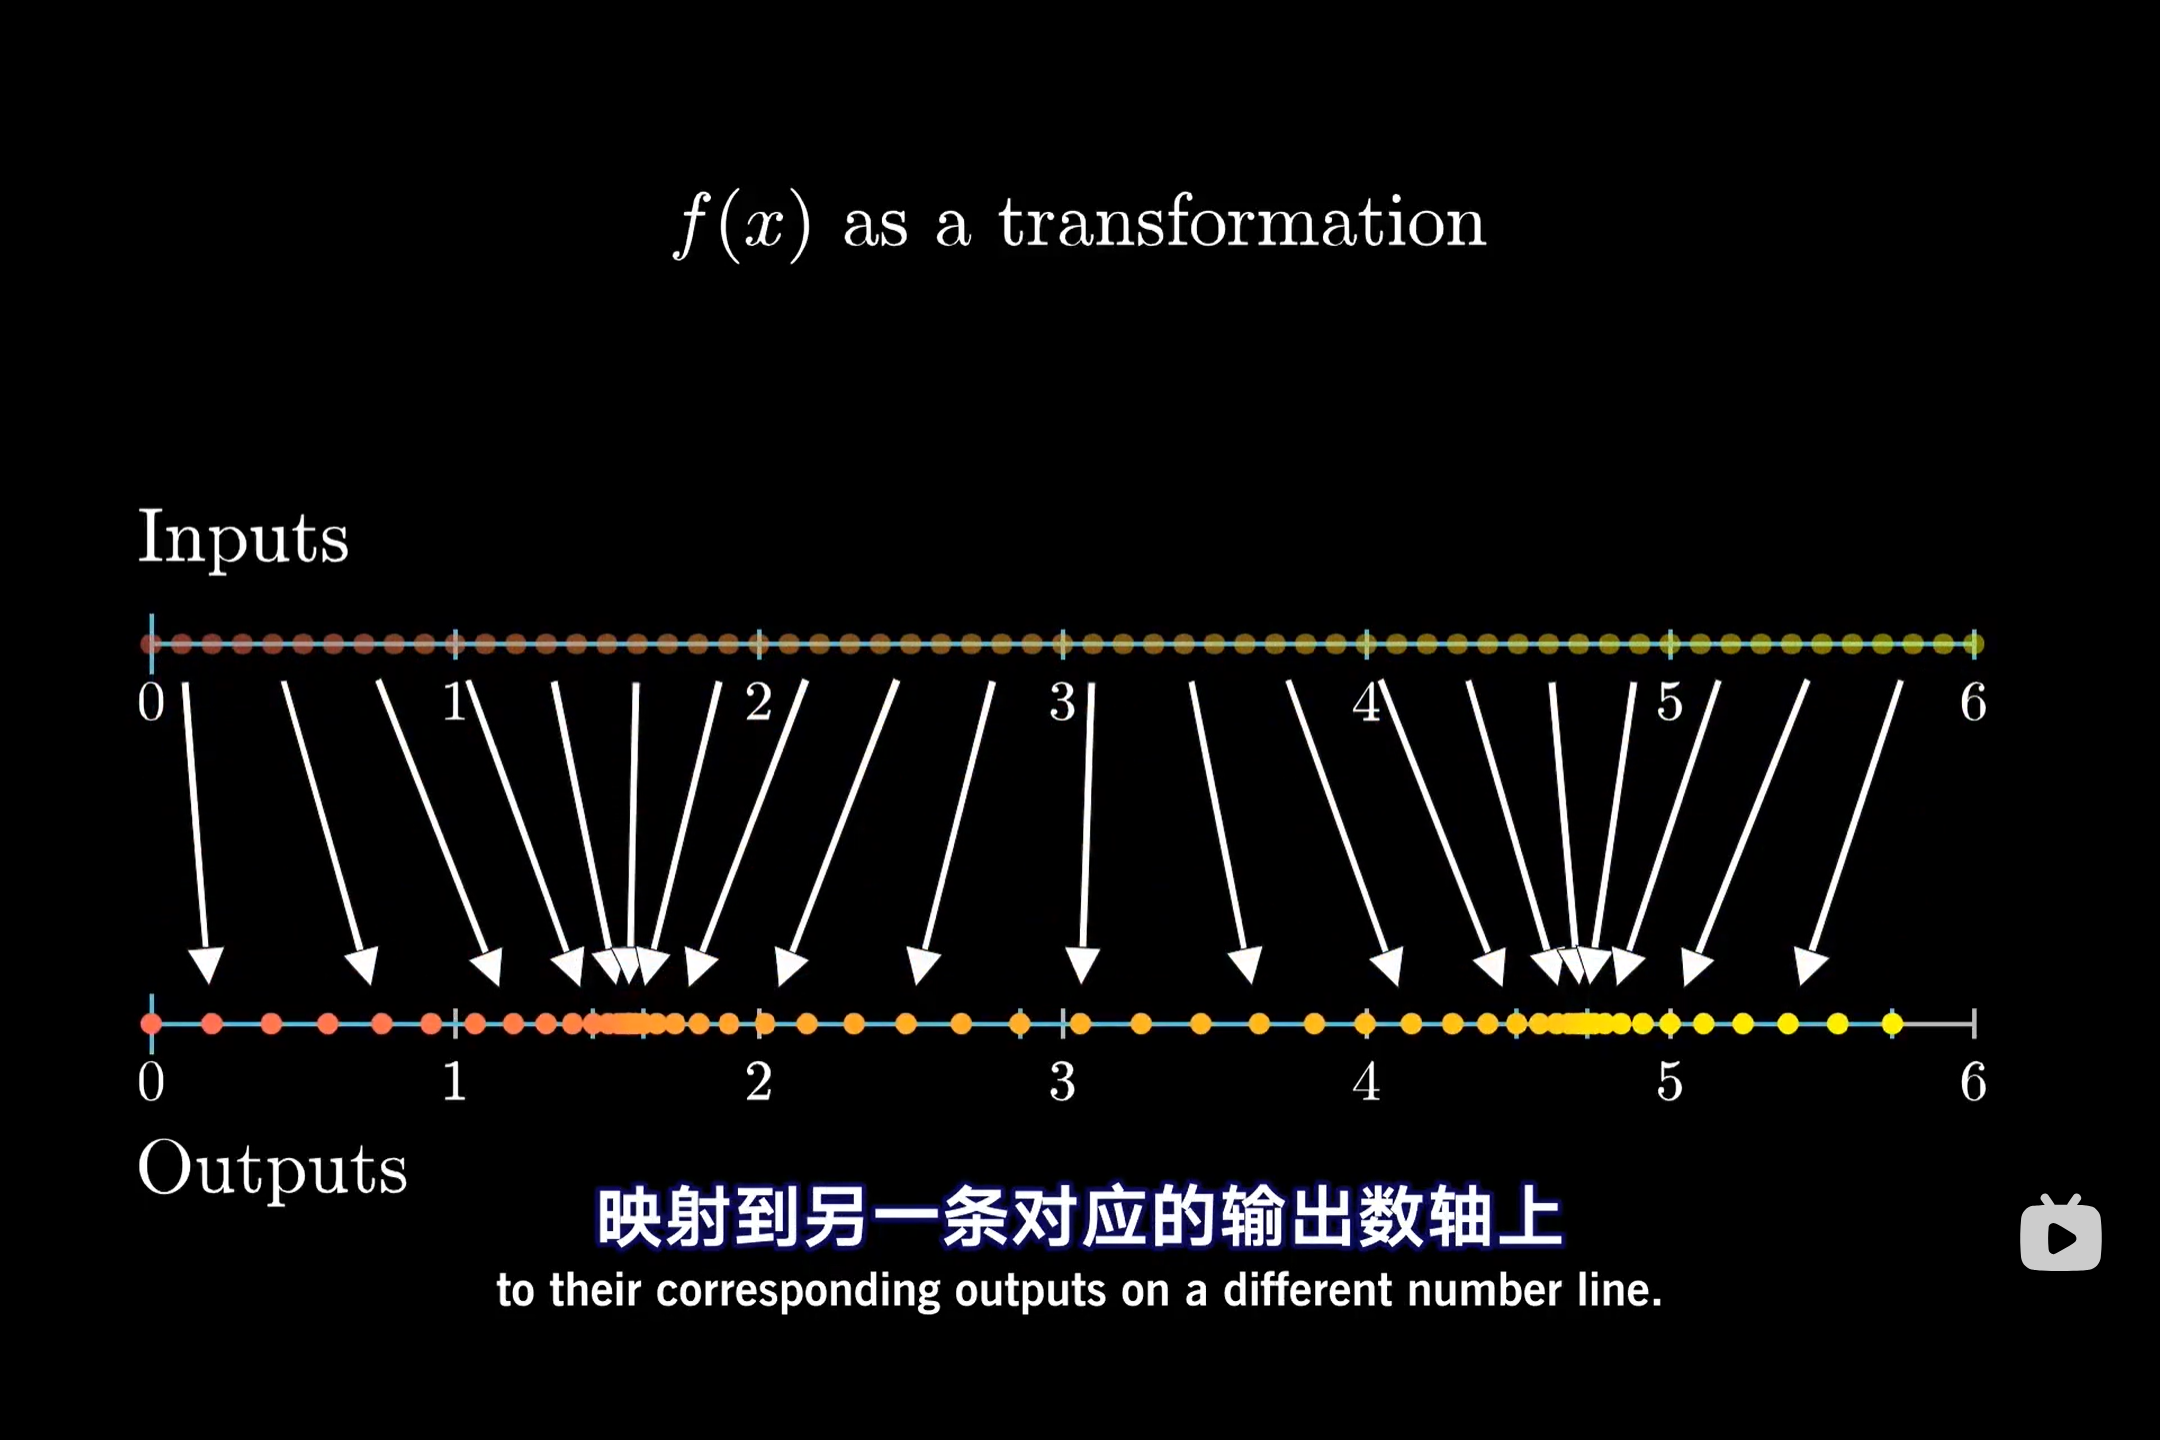 f(x) as a transformation
Inputs
0 1 2 3 4 5 6
0 1 2 3 4 5 6
Outputs
映射到另一条对应的输出数轴上
to their corresponding outputs on a different number line.